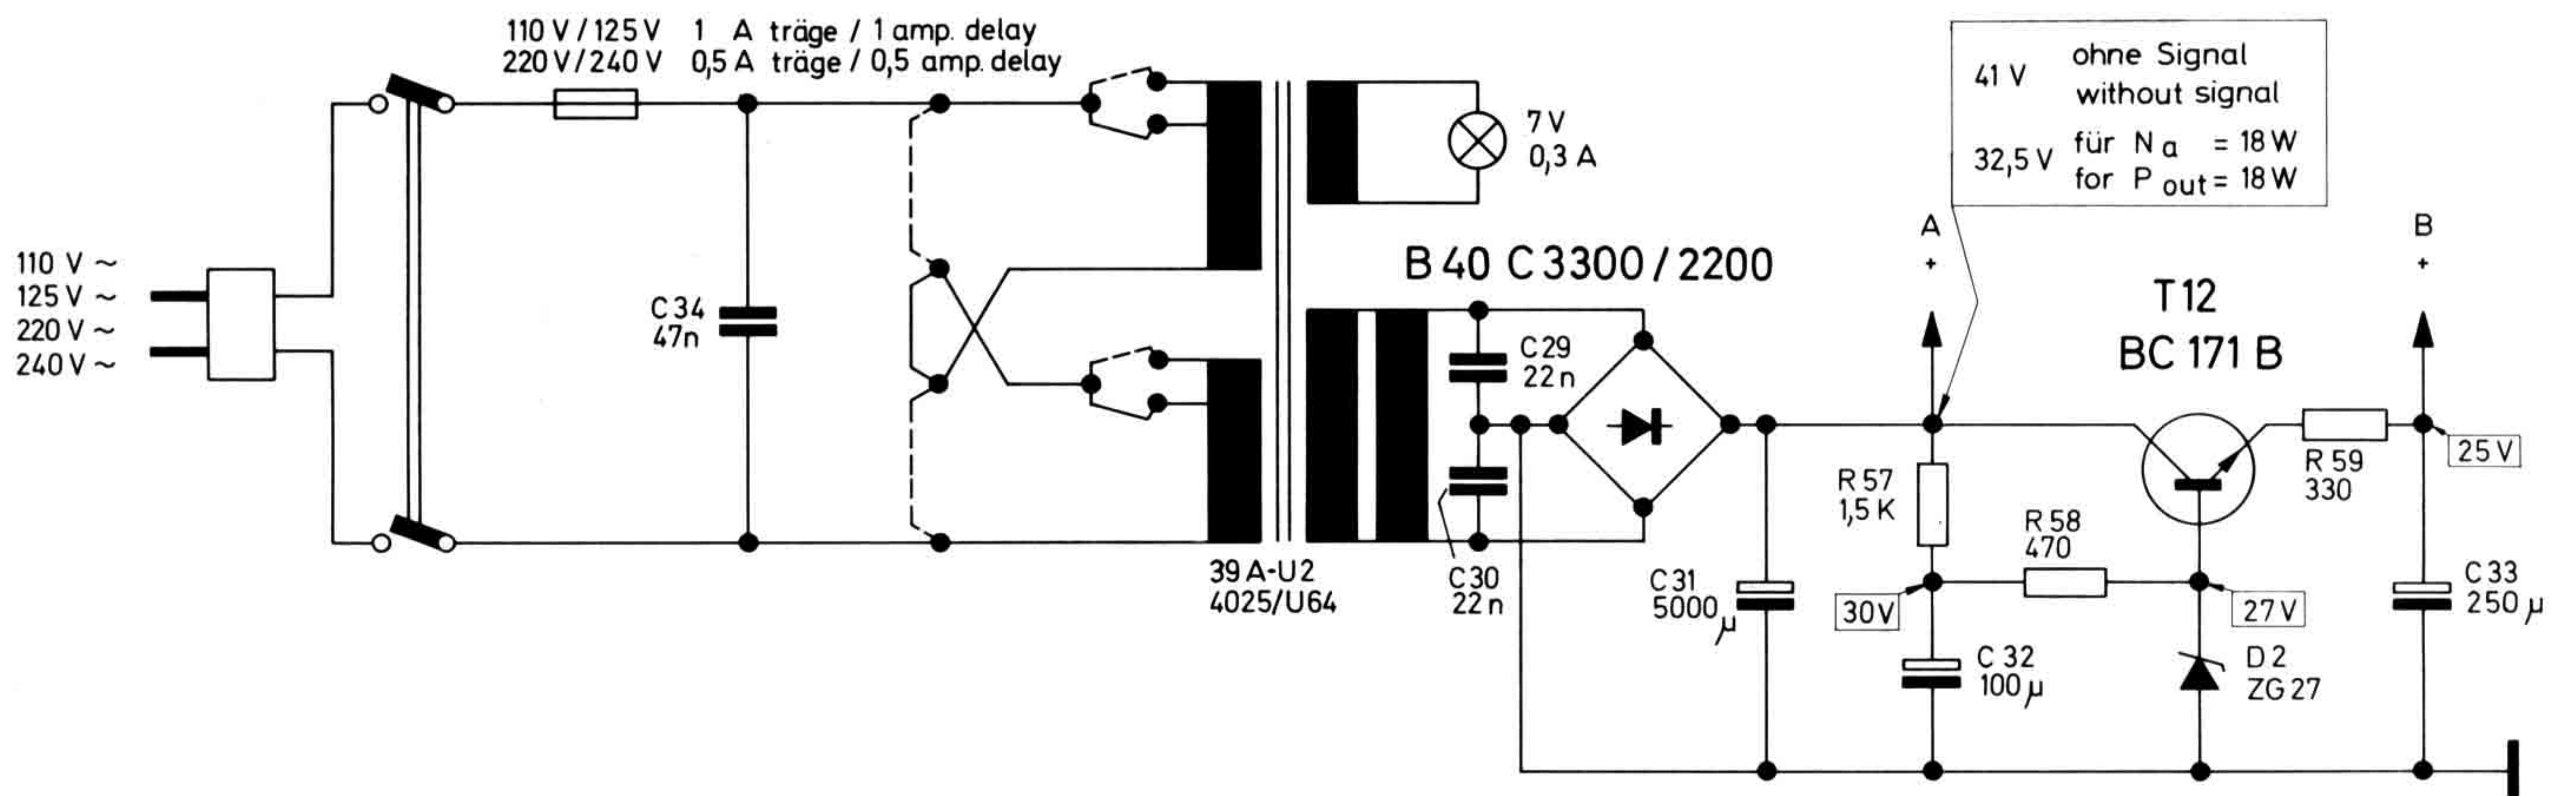 110 V / 125 V 1 A träge / 1 amp. delay
220 V / 240 V 0,5 A träge / 0,5 amp. delay
41 V
ohne Signal
without signal
32,5 V
für N a = 18 W
for P out = 18 W
7 V
0,3 A
A
+
B
+
110 V ~
125 V ~
220 V ~
240 V ~
B 40 C 3300 / 2200
T 12
BC 171 B
C 34
47n
C 29
22 n
R 57
1,5 K
R 58
470
R 59
330
25 V
39 A-U2
4025/U64
C 30
22 n
C 31
5000 µ
30 V
27 V
C 32
100 µ
D 2
ZG 27
C 33
250 µ